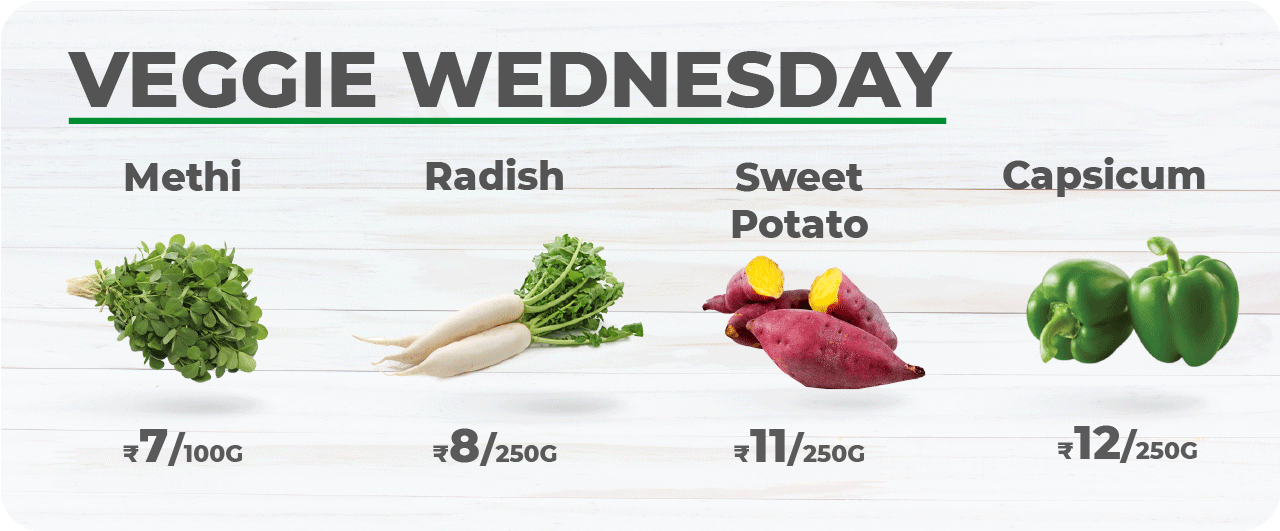 VEGGIE WEDNESDAY
Methi
Radish
Sweet
Potato
Capsicum
₹7/100G
₹8/250G
₹11/250G
₹12/250G